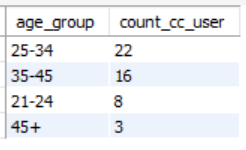 age_group count_cc_user
25-34 22
35-45 16
21-24 8
45+ 3